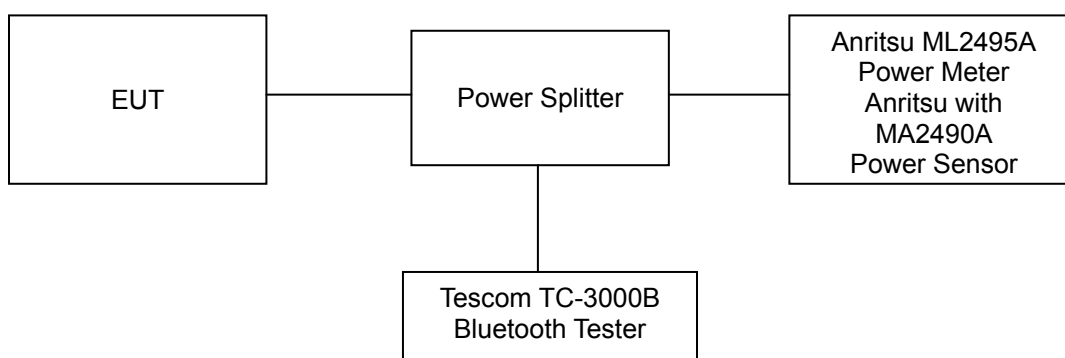 EUT
Power Splitter
Anritsu ML2495A
Power Meter
Anritsu with
MA2490A
Power Sensor
Tescom TC-3000B
Bluetooth Tester